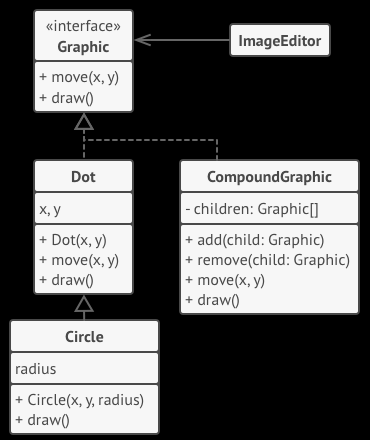 «interface»
Graphic
+ move(x, y)
+ draw()
ImageEditor
Dot
x, y
+ Dot(x, y)
+ move(x, y)
+ draw()
CompoundGraphic
- children: Graphic[]
+ add(child: Graphic)
+ remove(child: Graphic)
+ move(x, y)
+ draw()
Circle
radius
+ Circle(x, y, radius)
+ draw()